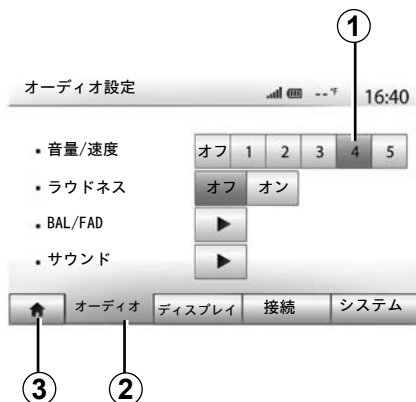 ①
オーディオ設定 --°F 16:40
・音量/速度 オフ 1 2 3 4 5
・ラウドネス オフ オン
・BAL/FAD
・サウンド
オーディオ ディスプレイ 接続 システム
③ ②